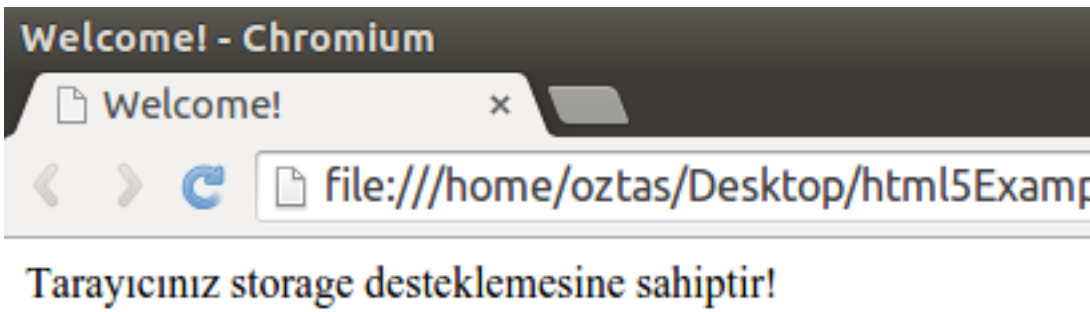 Welcome! - Chromium
Welcome!
file:///home/oztas/Desktop/html5Examp
Tarayıcınız storage desteklemesine sahiptir!